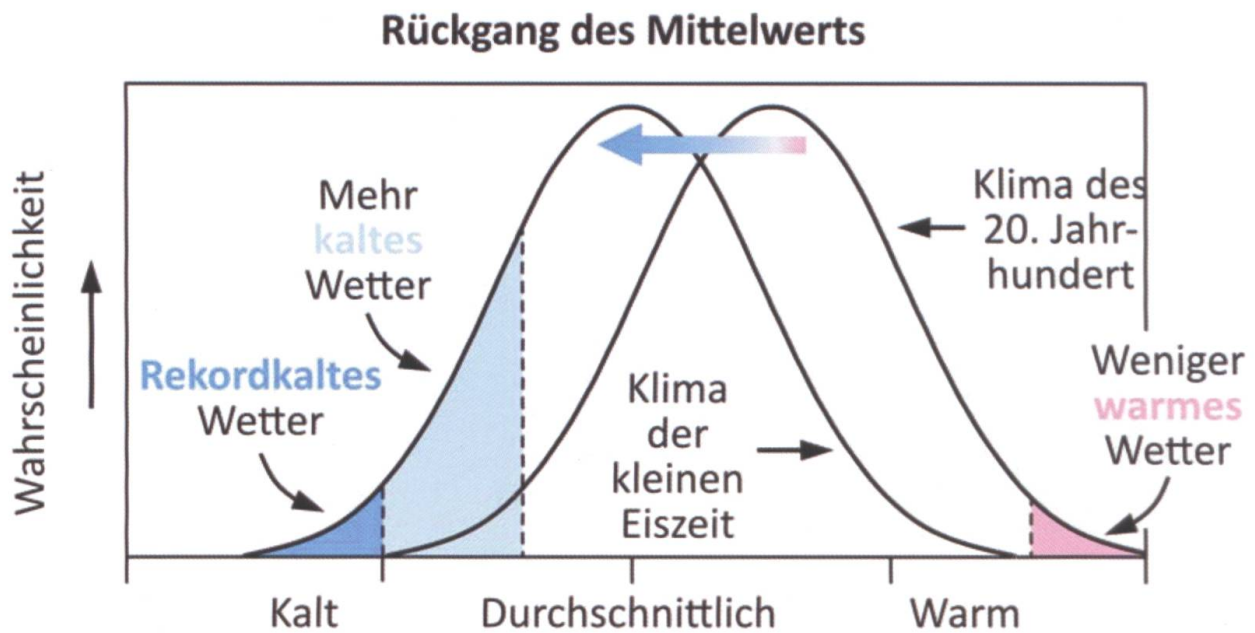 Rückgang des Mittelwerts
Wahrscheinlichkeit
Mehr
kaltes
Wetter
Rekordkaltes
Wetter
Klima des
20. Jahr-
hundert
Klima
der
kleinen
Eiszeit
Weniger
warmes
Wetter
Kalt
Durchschnittlich
Warm